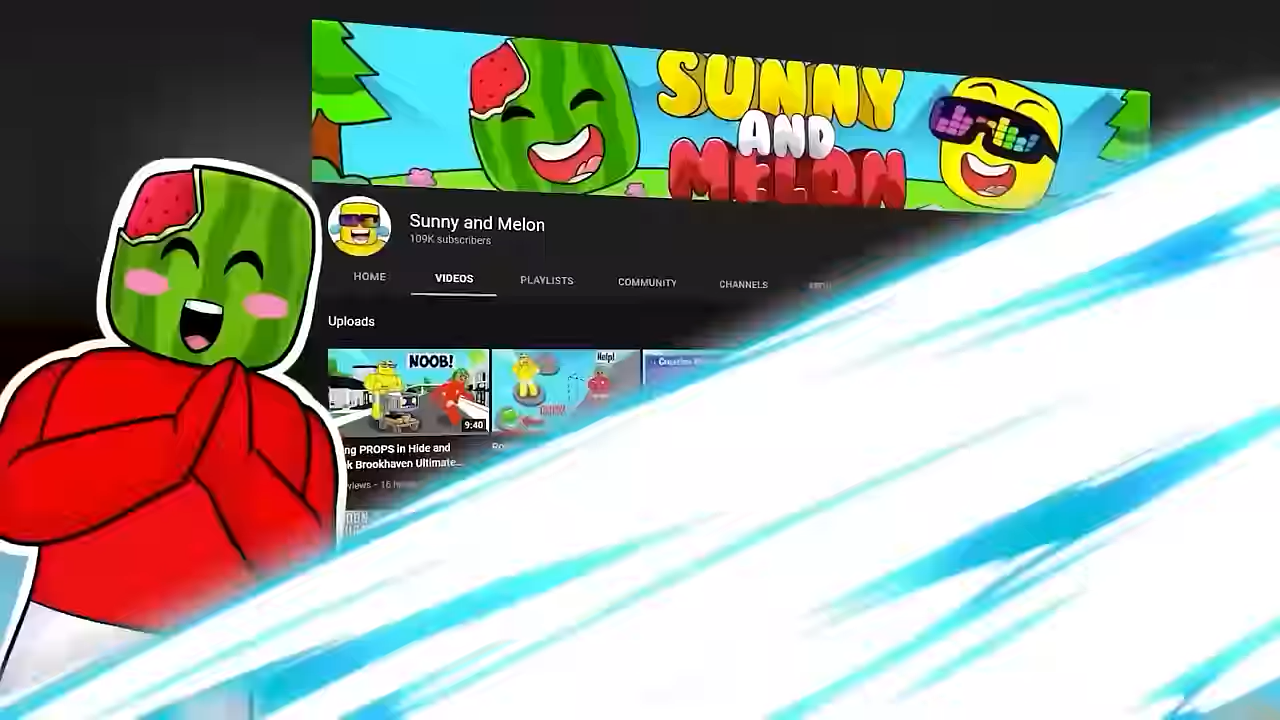 SUNNY
AND
MELON
Sunny and Melon
109K subscribers
HOME VIDEOS PLAYLISTS COMMUNITY CHANNELS
Uploads
NOOB!
Help!
9:40
ng PROPS in Hide and
k Brookhaven Ultimate...
views